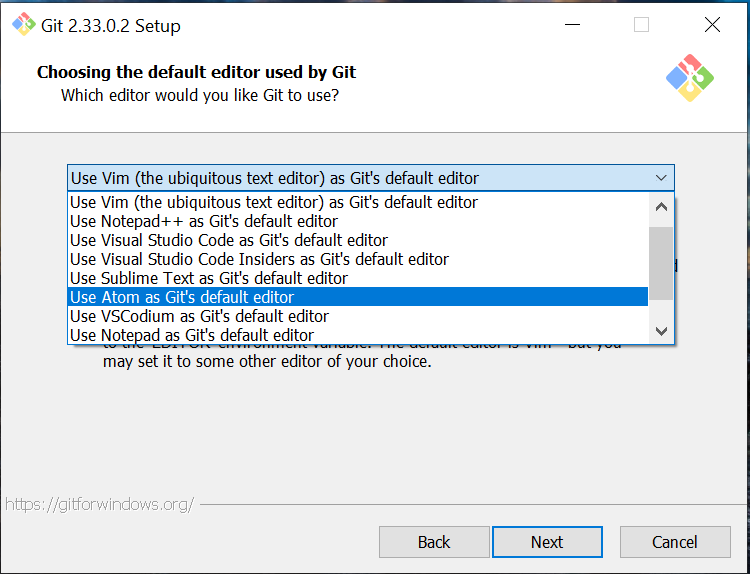 Git 2.33.0.2 Setup
Choosing the default editor used by Git
Which editor would you like Git to use?
Use Vim (the ubiquitous text editor) as Git's default editor
Use Vim (the ubiquitous text editor) as Git's default editor
Use Notepad++ as Git's default editor
Use Visual Studio Code as Git's default editor
Use Visual Studio Code Insiders as Git's default editor
Use Sublime Text as Git's default editor
Use Atom as Git's default editor
Use VSCodium as Git's default editor
Use Notepad as Git's default editor
to the 'EDITOR' environment variable. The default editor is Vim - but you
may set it to some other editor of your choice.
https://gitforwindows.org/
Back
Next
Cancel